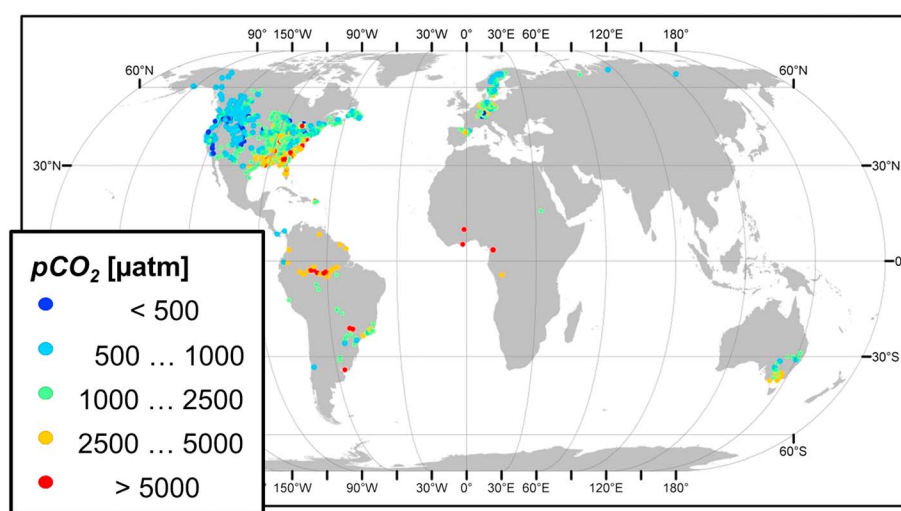 90° 150°W 90°W 30°W 0° 30°E 60°E 120°E 180°
60°N 60°N
30°N 30°N
0°
30°S
60°S
150°W 90°W 30°W 0° 30°E 60°E 120°E 180°
pCO₂ [µatm]
< 500
500 ... 1000
1000 ... 2500
2500 ... 5000
> 5000